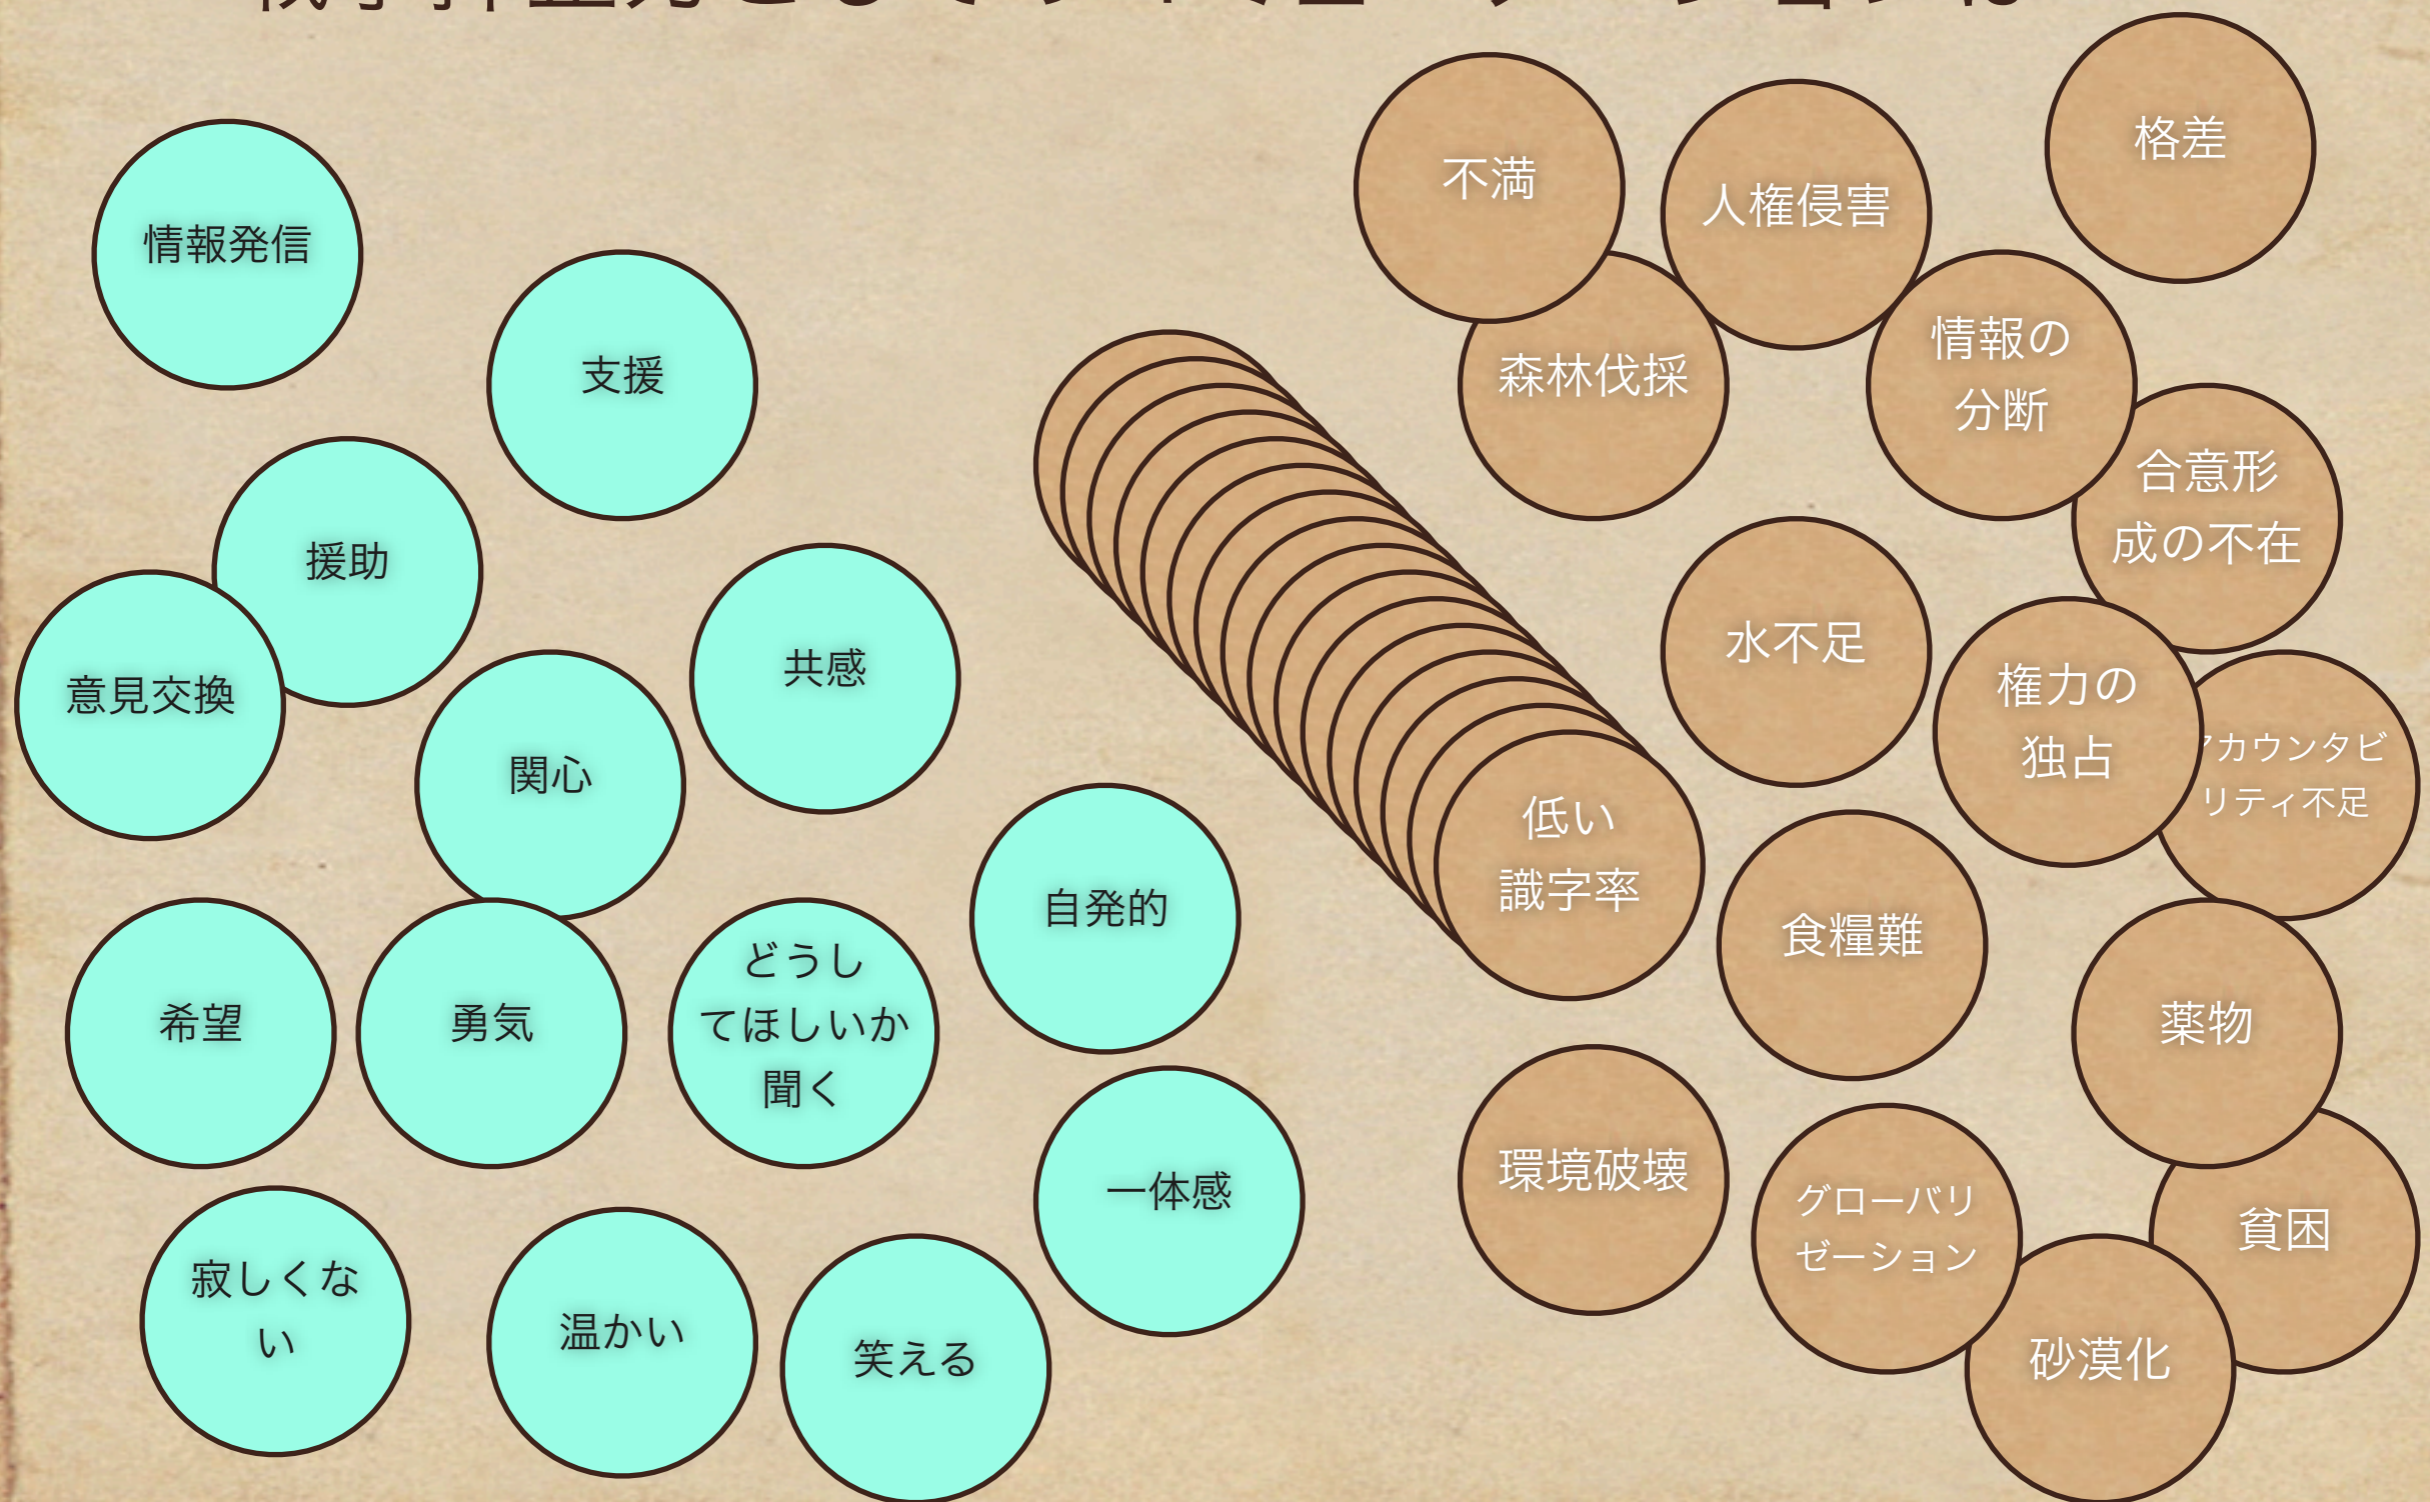 情報発信
支援
援助
意見交換
共感
関心
自発的
希望
勇気
どうし
てほしいか
聞く
一体感
寂しくな
い
温かい
笑える
不満
人権侵害
格差
森林伐採
情報の
分断
合意形
成の不在
水不足
権力の
独占
カウンタビ
リティ不足
低い
識字率
食糧難
薬物
環境破壊
グローバリ
ゼーション
貧困
砂漠化